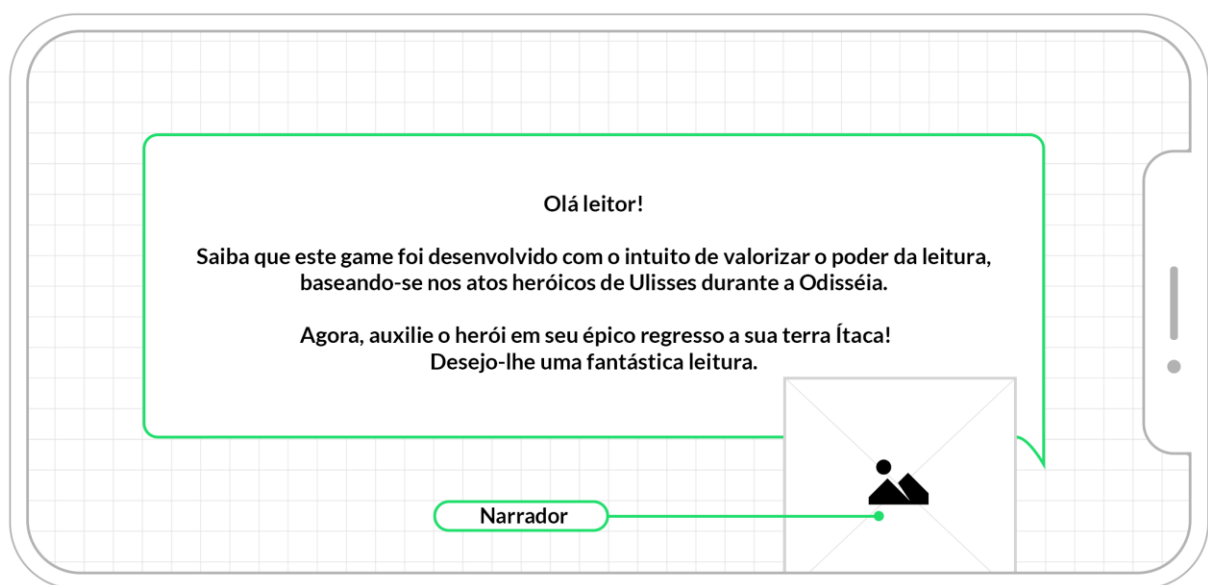 Olá leitor!
Saiba que este game foi desenvolvido com o intuito de valorizar o poder da leitura,
baseando-se nos atos heróicos de Ulisses durante a Odisséia.
Agora, auxilie o herói em seu épico regresso a sua terra Ítaca!
Desejo-lhe uma fantástica leitura.
Narrador